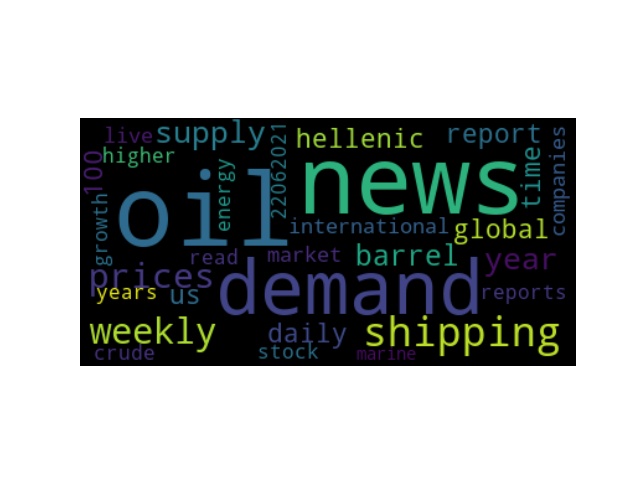 live supply hellenic report
higher
100
oil
energy
22062021
news
time
companies
growth
international global
read market barrel year
prices
demand
years us reports
weekly daily shipping
crude stock marine